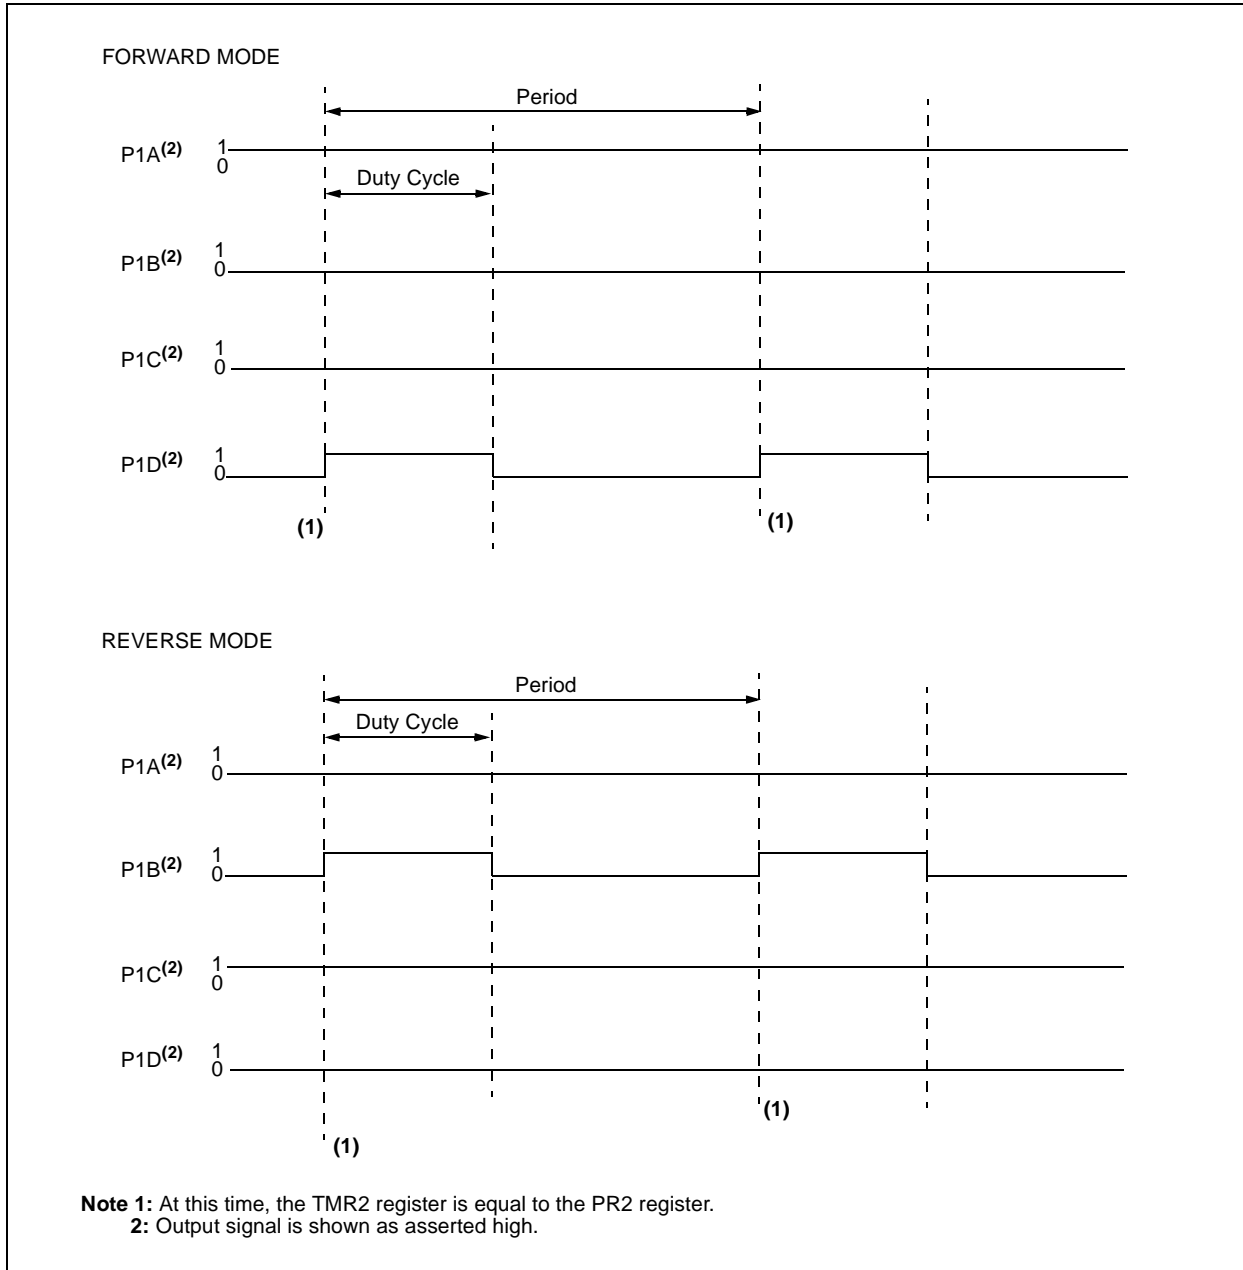 FORWARD MODE
Period
P1A(2) 1
0
Duty Cycle
P1B(2) 1
0
P1C(2) 1
0
P1D(2) 1
0
(1) (1)
REVERSE MODE
Period
Duty Cycle
P1A(2) 1
0
P1B(2) 1
0
P1C(2) 1
0
P1D(2) 1
0
(1)
(1)
Note 1: At this time, the TMR2 register is equal to the PR2 register.
2: Output signal is shown as asserted high.